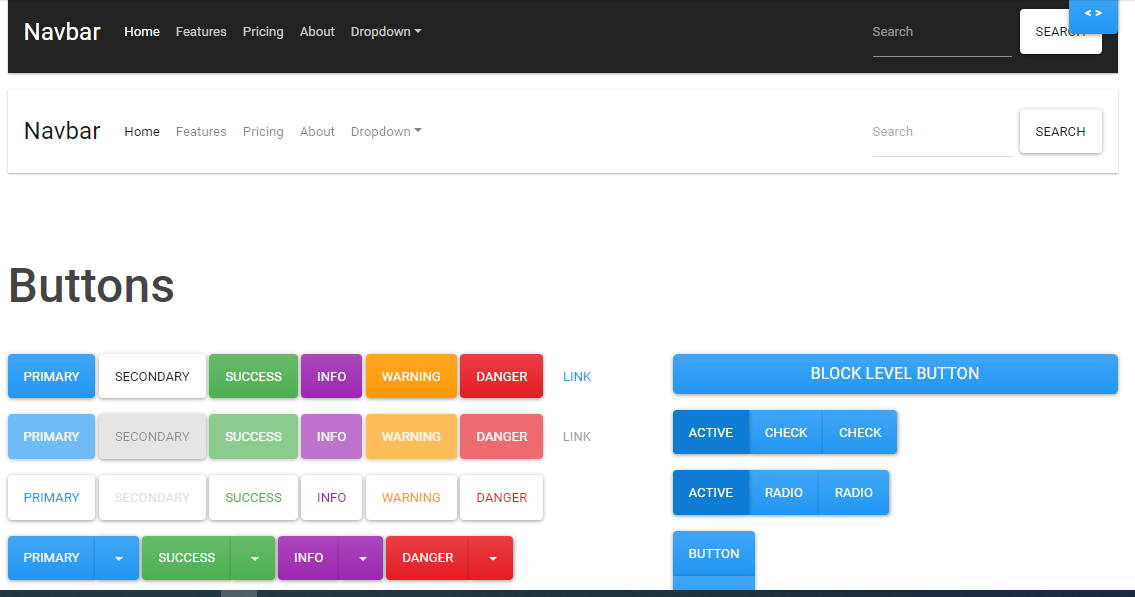 Navbar Home Features Pricing About Dropdown Search SEARCH < >
Navbar Home Features Pricing About Dropdown Search SEARCH
Buttons
PRIMARY SECONDARY SUCCESS INFO WARNING DANGER LINK
PRIMARY SECONDARY SUCCESS INFO WARNING DANGER LINK
PRIMARY SECONDARY SUCCESS INFO WARNING DANGER
PRIMARY SUCCESS INFO DANGER
BLOCK LEVEL BUTTON
ACTIVE CHECK CHECK
ACTIVE RADIO RADIO
BUTTON